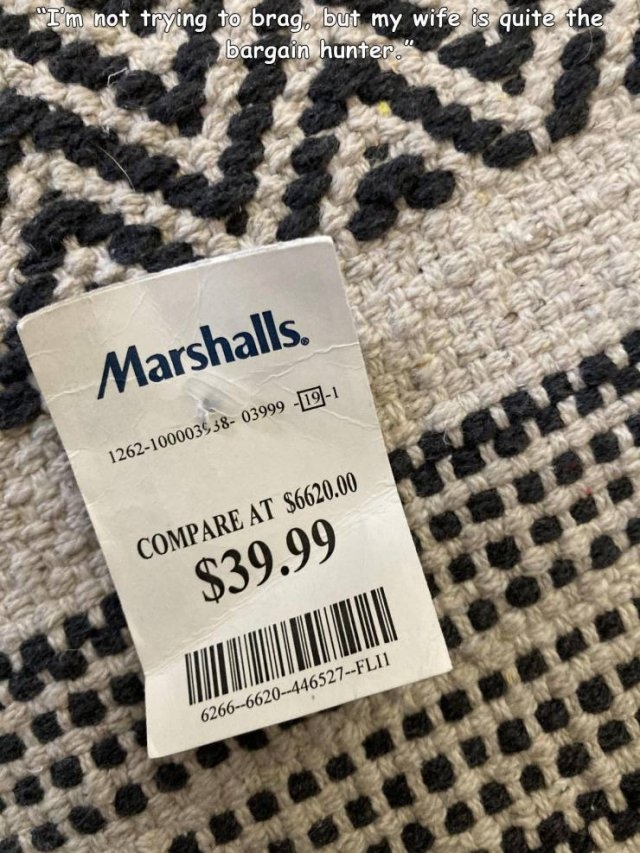 "I'm not trying to brag, but my wife is quite the
bargain hunter."
Marshalls®
1262-100003938- 03999 -19-1
COMPARE AT $6620.00
$39.99
6266--6620--446527--FL11